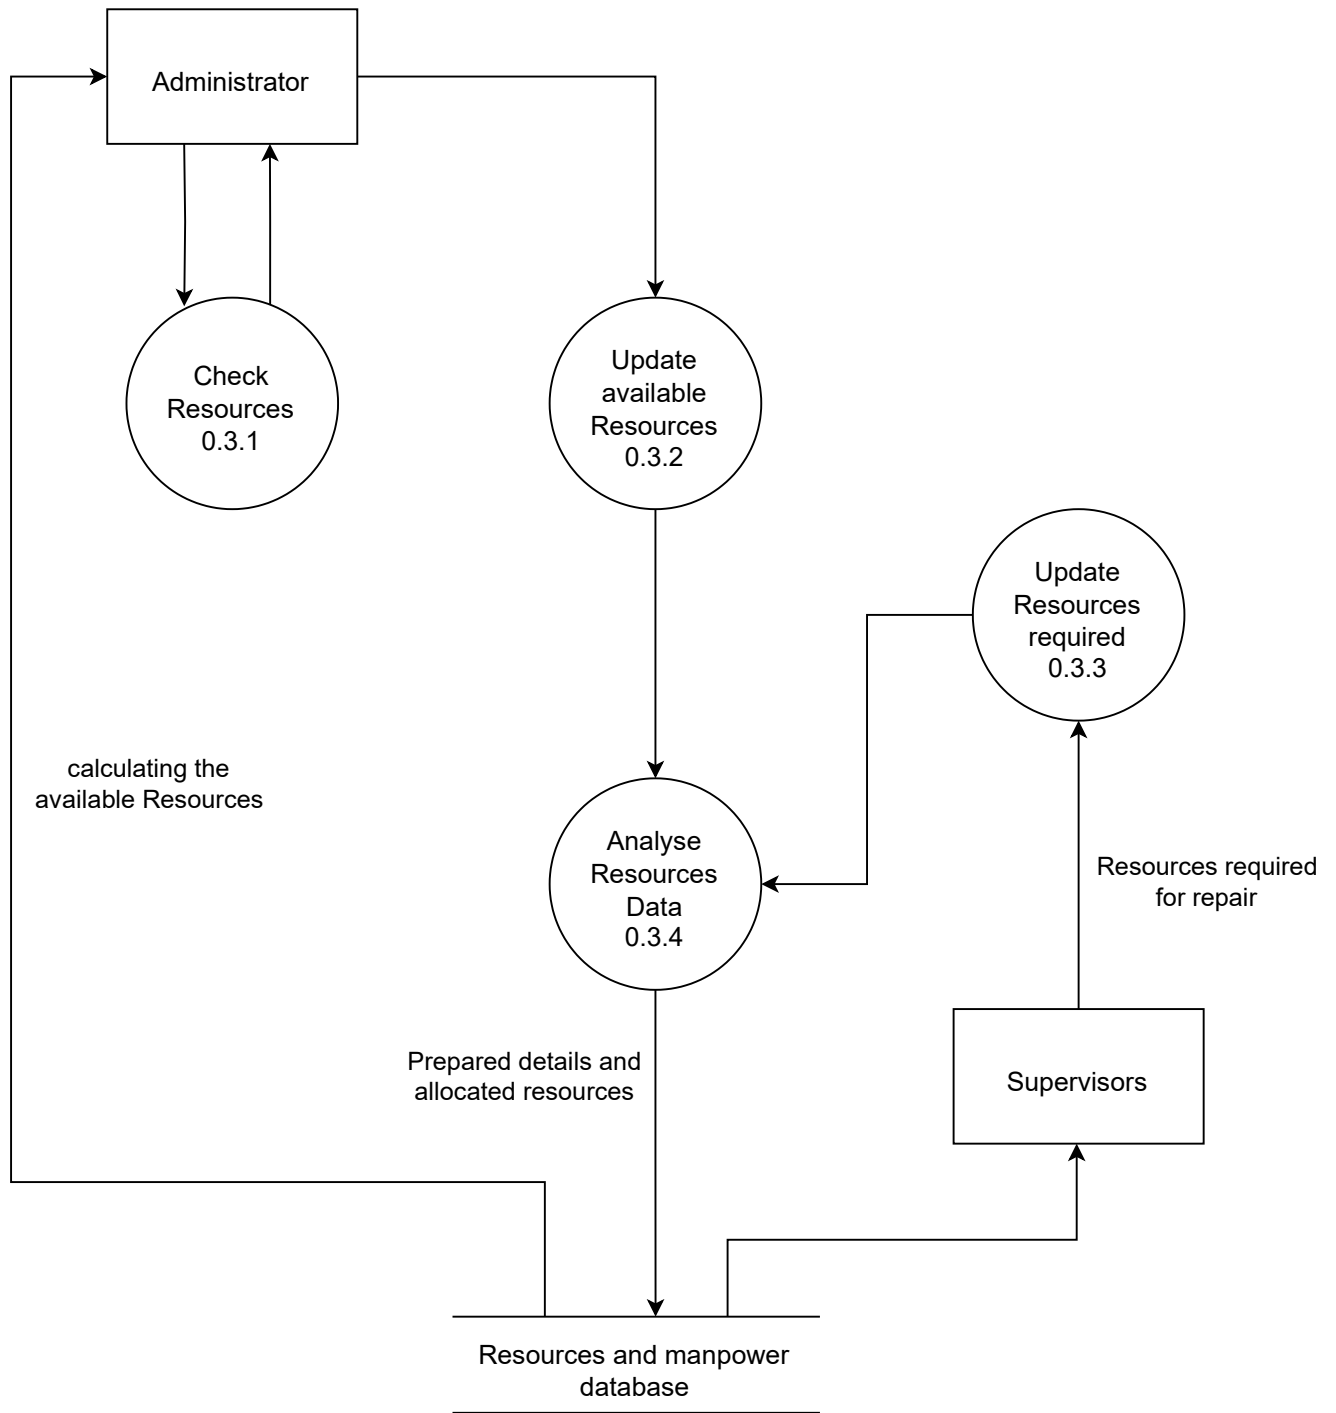 Administrator
Check
Resources
0.3.1
Update
available
Resources
0.3.2
Update
Resources
required
0.3.3
calculating the
available Resources
Analyse
Resources
Data
0.3.4
Resources required
for repair
Prepared details and
allocated resources
Supervisors
Resources and manpower
database